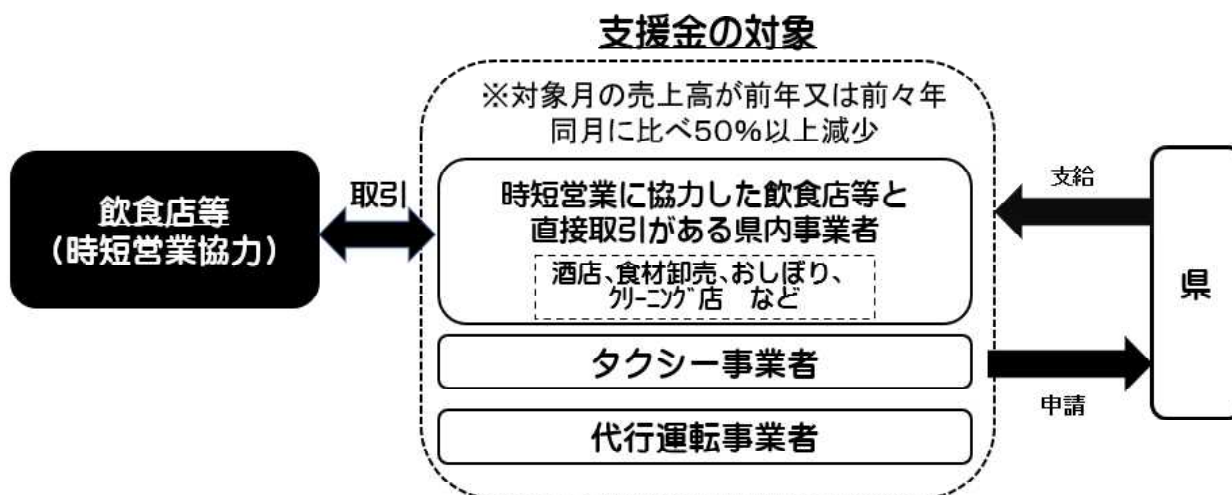 支援金の対象
※対象月の売上高が前年又は前々年
同月に比べ50%以上減少
飲食店等
(時短営業協力)
取引
時短営業に協力した飲食店等と
直接取引がある県内事業者
酒店、食材卸売、おしぼり、
ｸﾘｰﾆﾝｸﾞ店　など
タクシー事業者
代行運転事業者
支給
申請
県